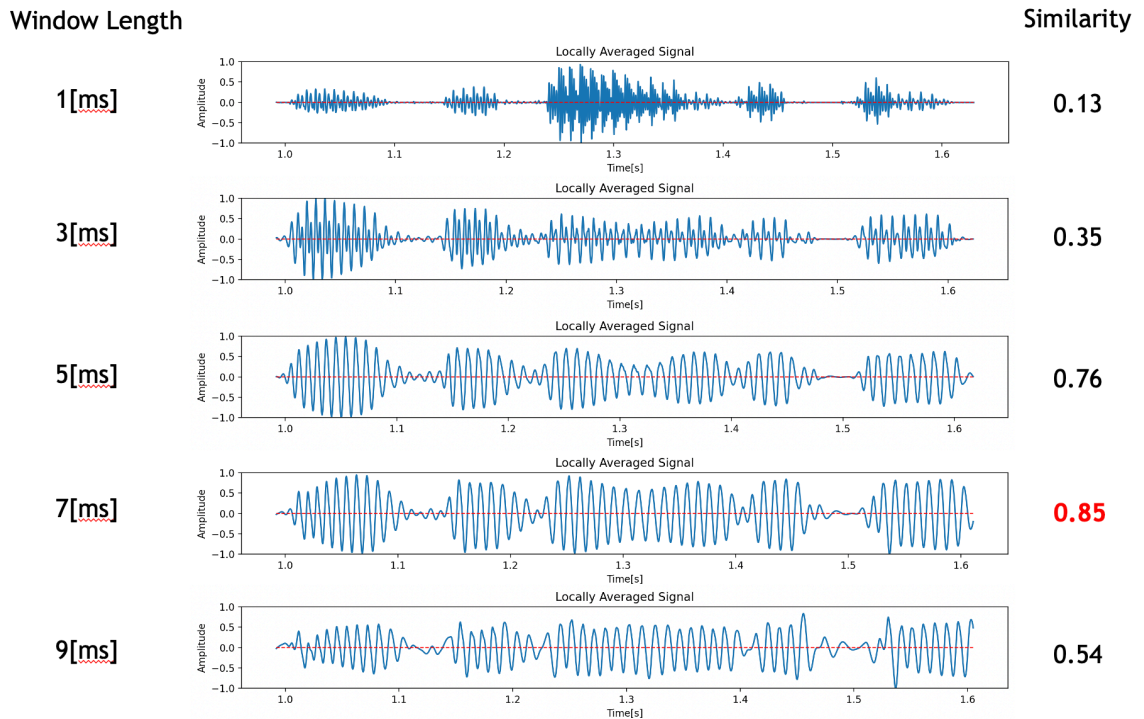 Window Length
Similarity
Locally Averaged Signal
1[ms]
Amplitude
1.0
0.5
0.0
−0.5
−1.0
1.0
1.1
1.2
1.3
1.4
1.5
1.6
Time[s]
0.13
Locally Averaged Signal
3[ms]
Amplitude
1.0
0.5
0.0
−0.5
−1.0
1.0
1.1
1.2
1.3
1.4
1.5
1.6
Time[s]
0.35
Locally Averaged Signal
5[ms]
Amplitude
1.0
0.5
0.0
−0.5
−1.0
1.0
1.1
1.2
1.3
1.4
1.5
1.6
Time[s]
0.76
Locally Averaged Signal
7[ms]
Amplitude
1.0
0.5
0.0
−0.5
−1.0
1.0
1.1
1.2
1.3
1.4
1.5
1.6
Time[s]
0.85
Locally Averaged Signal
9[ms]
Amplitude
1.0
0.5
0.0
−0.5
−1.0
1.0
1.1
1.2
1.3
1.4
1.5
1.6
Time[s]
0.54